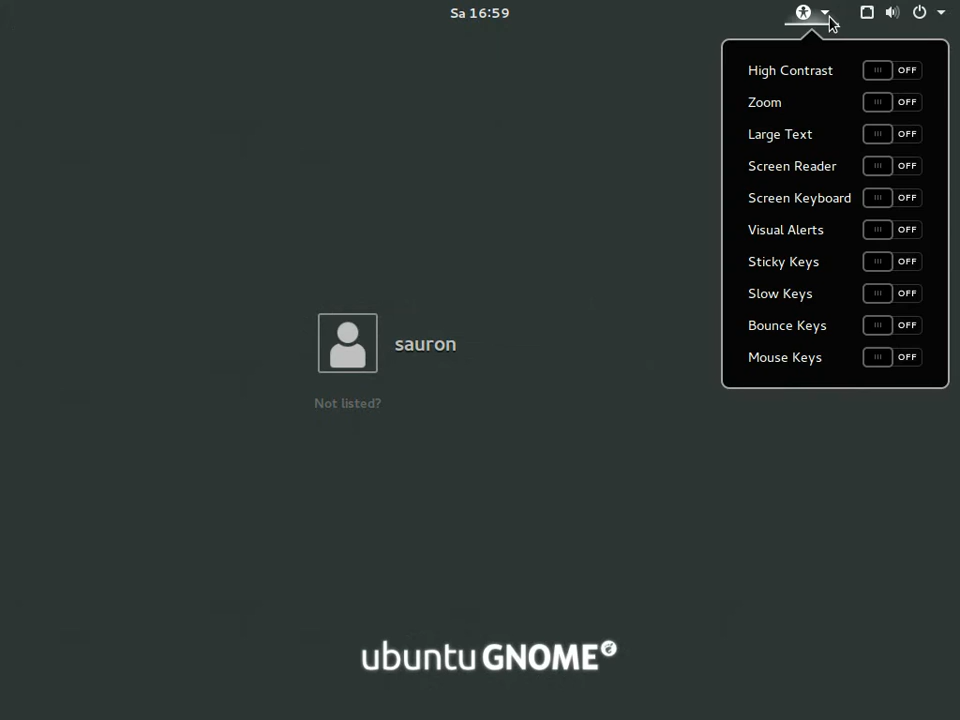 Sa 16:59
High Contrast OFF
Zoom OFF
Large Text OFF
Screen Reader OFF
Screen Keyboard OFF
Visual Alerts OFF
Sticky Keys OFF
Slow Keys OFF
Bounce Keys OFF
Mouse Keys OFF
sauron
Not listed?
ubuntu GNOME